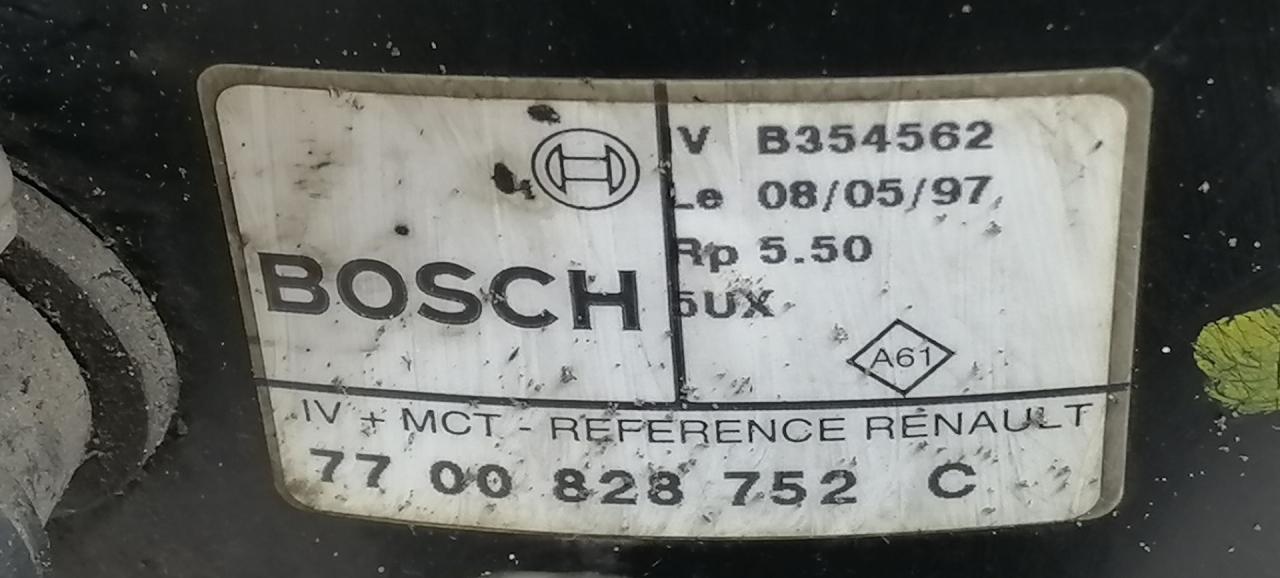 BOSCH
V B354562
Le 08/05/97
Rp 5.50
5UX
A61
IV + MCT - REFERENCE RENAULT
77 00 828 752 C